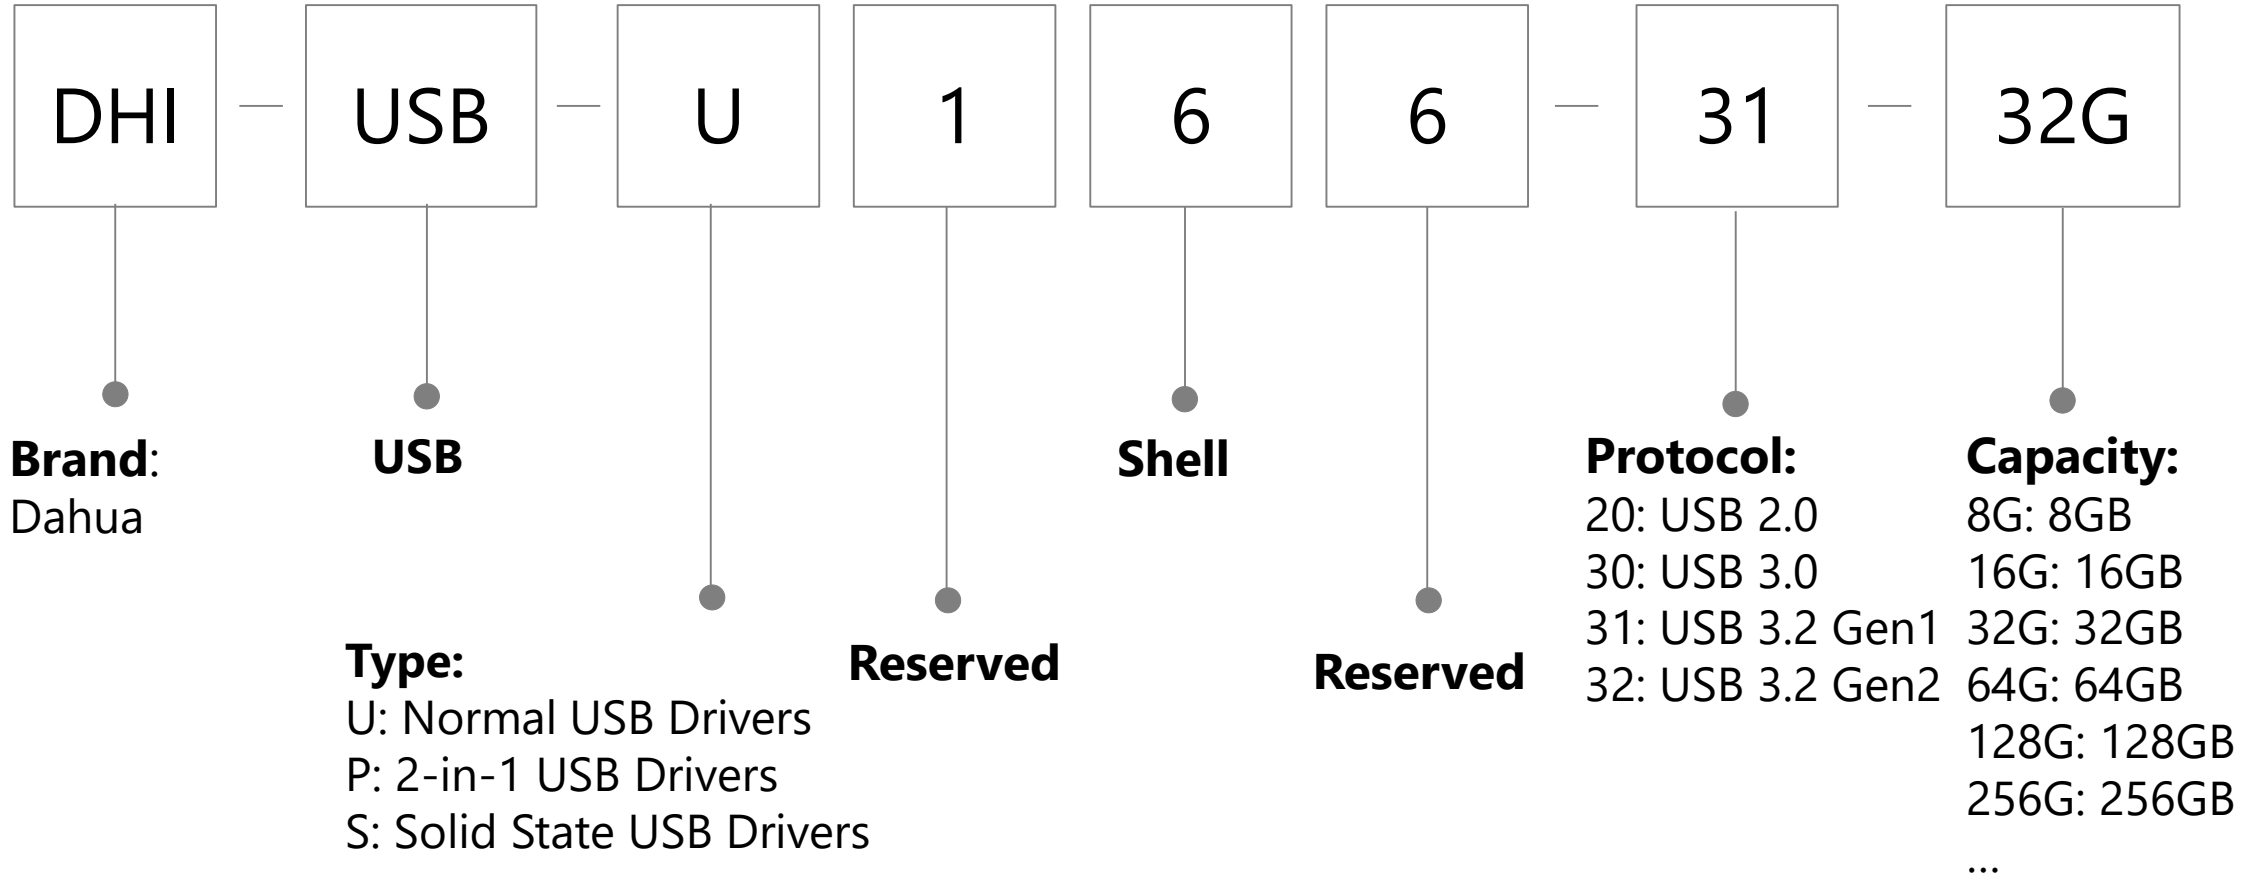 DHI — USB — U 1 6 6 — 31 — 32G
Brand:
Dahua
USB
Type:
U: Normal USB Drivers
P: 2-in-1 USB Drivers
S: Solid State USB Drivers
Reserved
Shell
Reserved
Protocol:
20: USB 2.0
30: USB 3.0
31: USB 3.2 Gen1
32: USB 3.2 Gen2
Capacity:
8G: 8GB
16G: 16GB
32G: 32GB
64G: 64GB
128G: 128GB
256G: 256GB
...